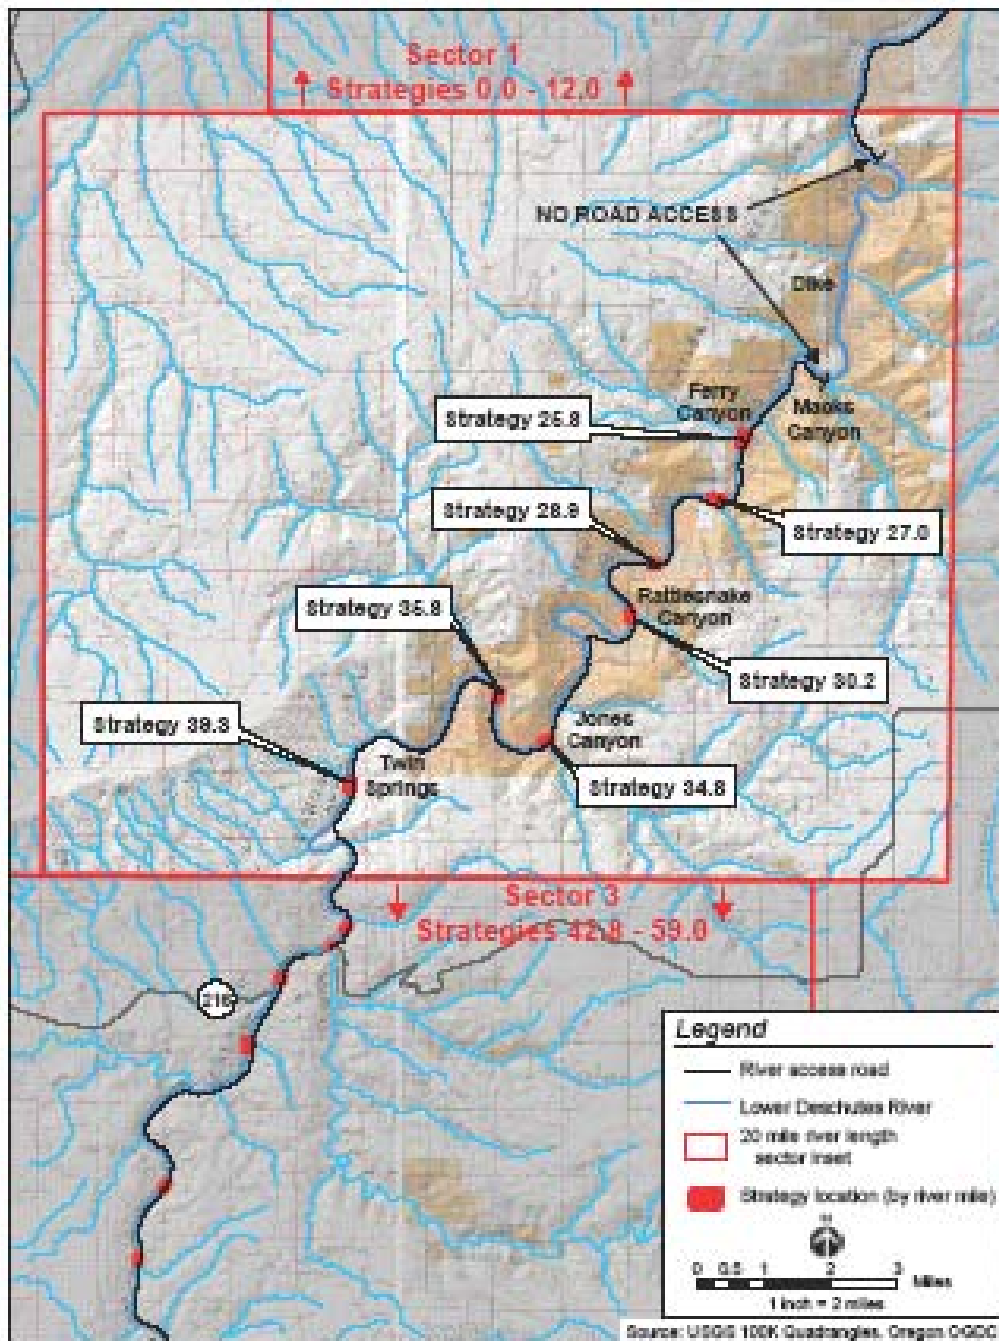 Sector 1
Strategies 0.0 - 12.0
NO ROAD ACCESS
Dike
Ferry
Canyon
Macks
Canyon
Strategy 25.8
Strategy 28.9
Strategy 27.0
Strategy 35.8
Rattlesnake
Canyon
Strategy 30.2
Strategy 39.3
Jones
Canyon
Twin
Springs
Strategy 34.8
Sector 3
Strategies 42.8 - 59.0
216
Legend
River access road
Lower Deschutes River
20 mile river length
sector inset
Strategy location (by river mile)
N
0 0.5 1 2 3
Miles
1 inch = 2 miles
Source: USGS 100K Quadrangles, Oregon OGDC